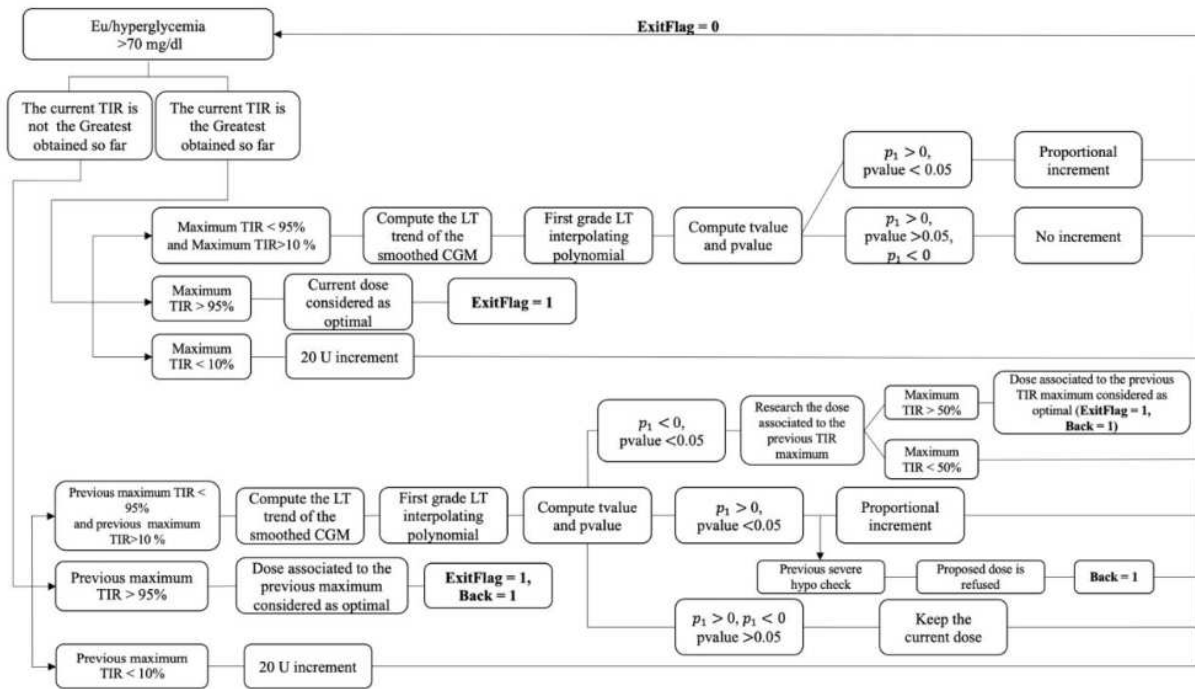 Eu/hyperglycemia
>70 mg/dl
ExitFlag = 0
The current TIR is
not the Greatest
obtained so far
The current TIR is
the Greatest
obtained so far
Maximum TIR < 95%
and Maximum TIR>10 %
Compute the LT
trend of the
smoothed CGM
First grade LT
interpolating
polynomial
Compute tvalue
and pvalue
p₁ > 0,
pvalue < 0.05
Proportional
increment
p₁ > 0,
pvalue >0.05,
p₁ < 0
No increment
Maximum
TIR > 95%
Current dose
considered as
optimal
ExitFlag = 1
Maximum
TIR < 10%
20 U increment
Previous maximum TIR <
95%
and previous maximum
TIR>10 %
Compute the LT
trend of the
smoothed CGM
First grade LT
interpolating
polynomial
Compute tvalue
and pvalue
p₁ < 0,
pvalue <0.05
Research the dose
associated to the
previous TIR
maximum
Maximum
TIR > 50%
Dose associated to the previous
TIR maximum considered as
optimal (ExitFlag = 1,
Back = 1)
Maximum
TIR < 50%
p₁ > 0,
pvalue <0.05
Proportional
increment
Previous severe
hypo check
Proposed dose is
refused
Back = 1
p₁ > 0, p₁ < 0
pvalue >0.05
Keep the
current dose
Previous maximum
TIR > 95%
Dose associated to the
previous maximum
considered as optimal
ExitFlag = 1,
Back = 1
Previous maximum
TIR < 10%
20 U increment